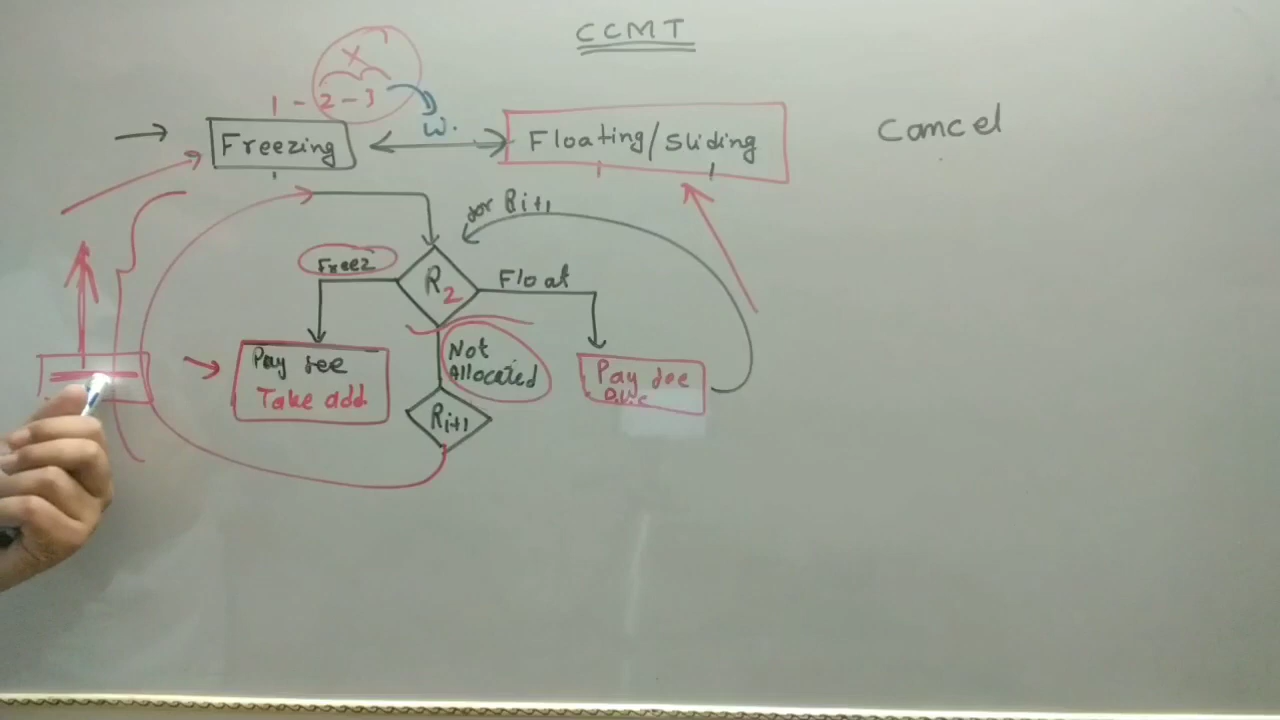 CCMT
X
1 - 2 - 3
W.
Freezing
Floating/Sliding
Cancel
for Ri+1
Freez
R2
Float
Not
Allocated
Pay fee
Take add.
Pay fee
Ri+1